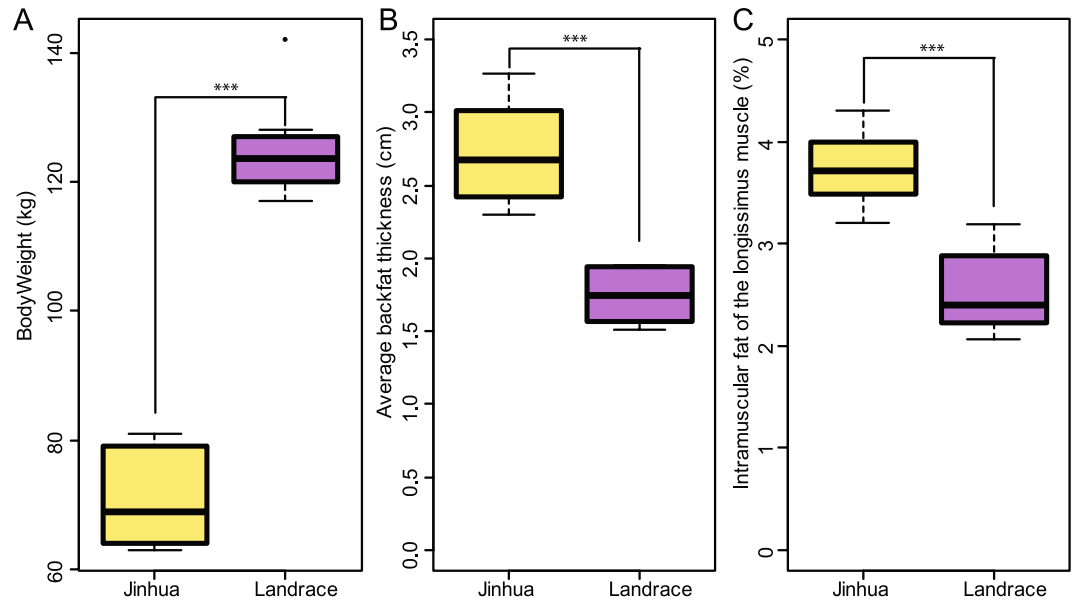 A
BodyWeight (kg)
140
120
100
80
60
***
Jinhua
Landrace
B
Average backfat thickness (cm)
3.5
3.0
2.5
2.0
1.5
1.0
0.5
0.0
***
Jinhua
Landrace
C
Intramuscular fat of the longissimus muscle (%)
5
4
3
2
1
0
***
Jinhua
Landrace